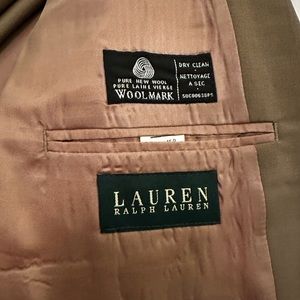 PURE NEW WOOL
PURE LAINE VIERGE
WOOLMARK
DRY CLEAN
•
NETTOYAGE
A SEC
LAUREN
RALPH LAUREN